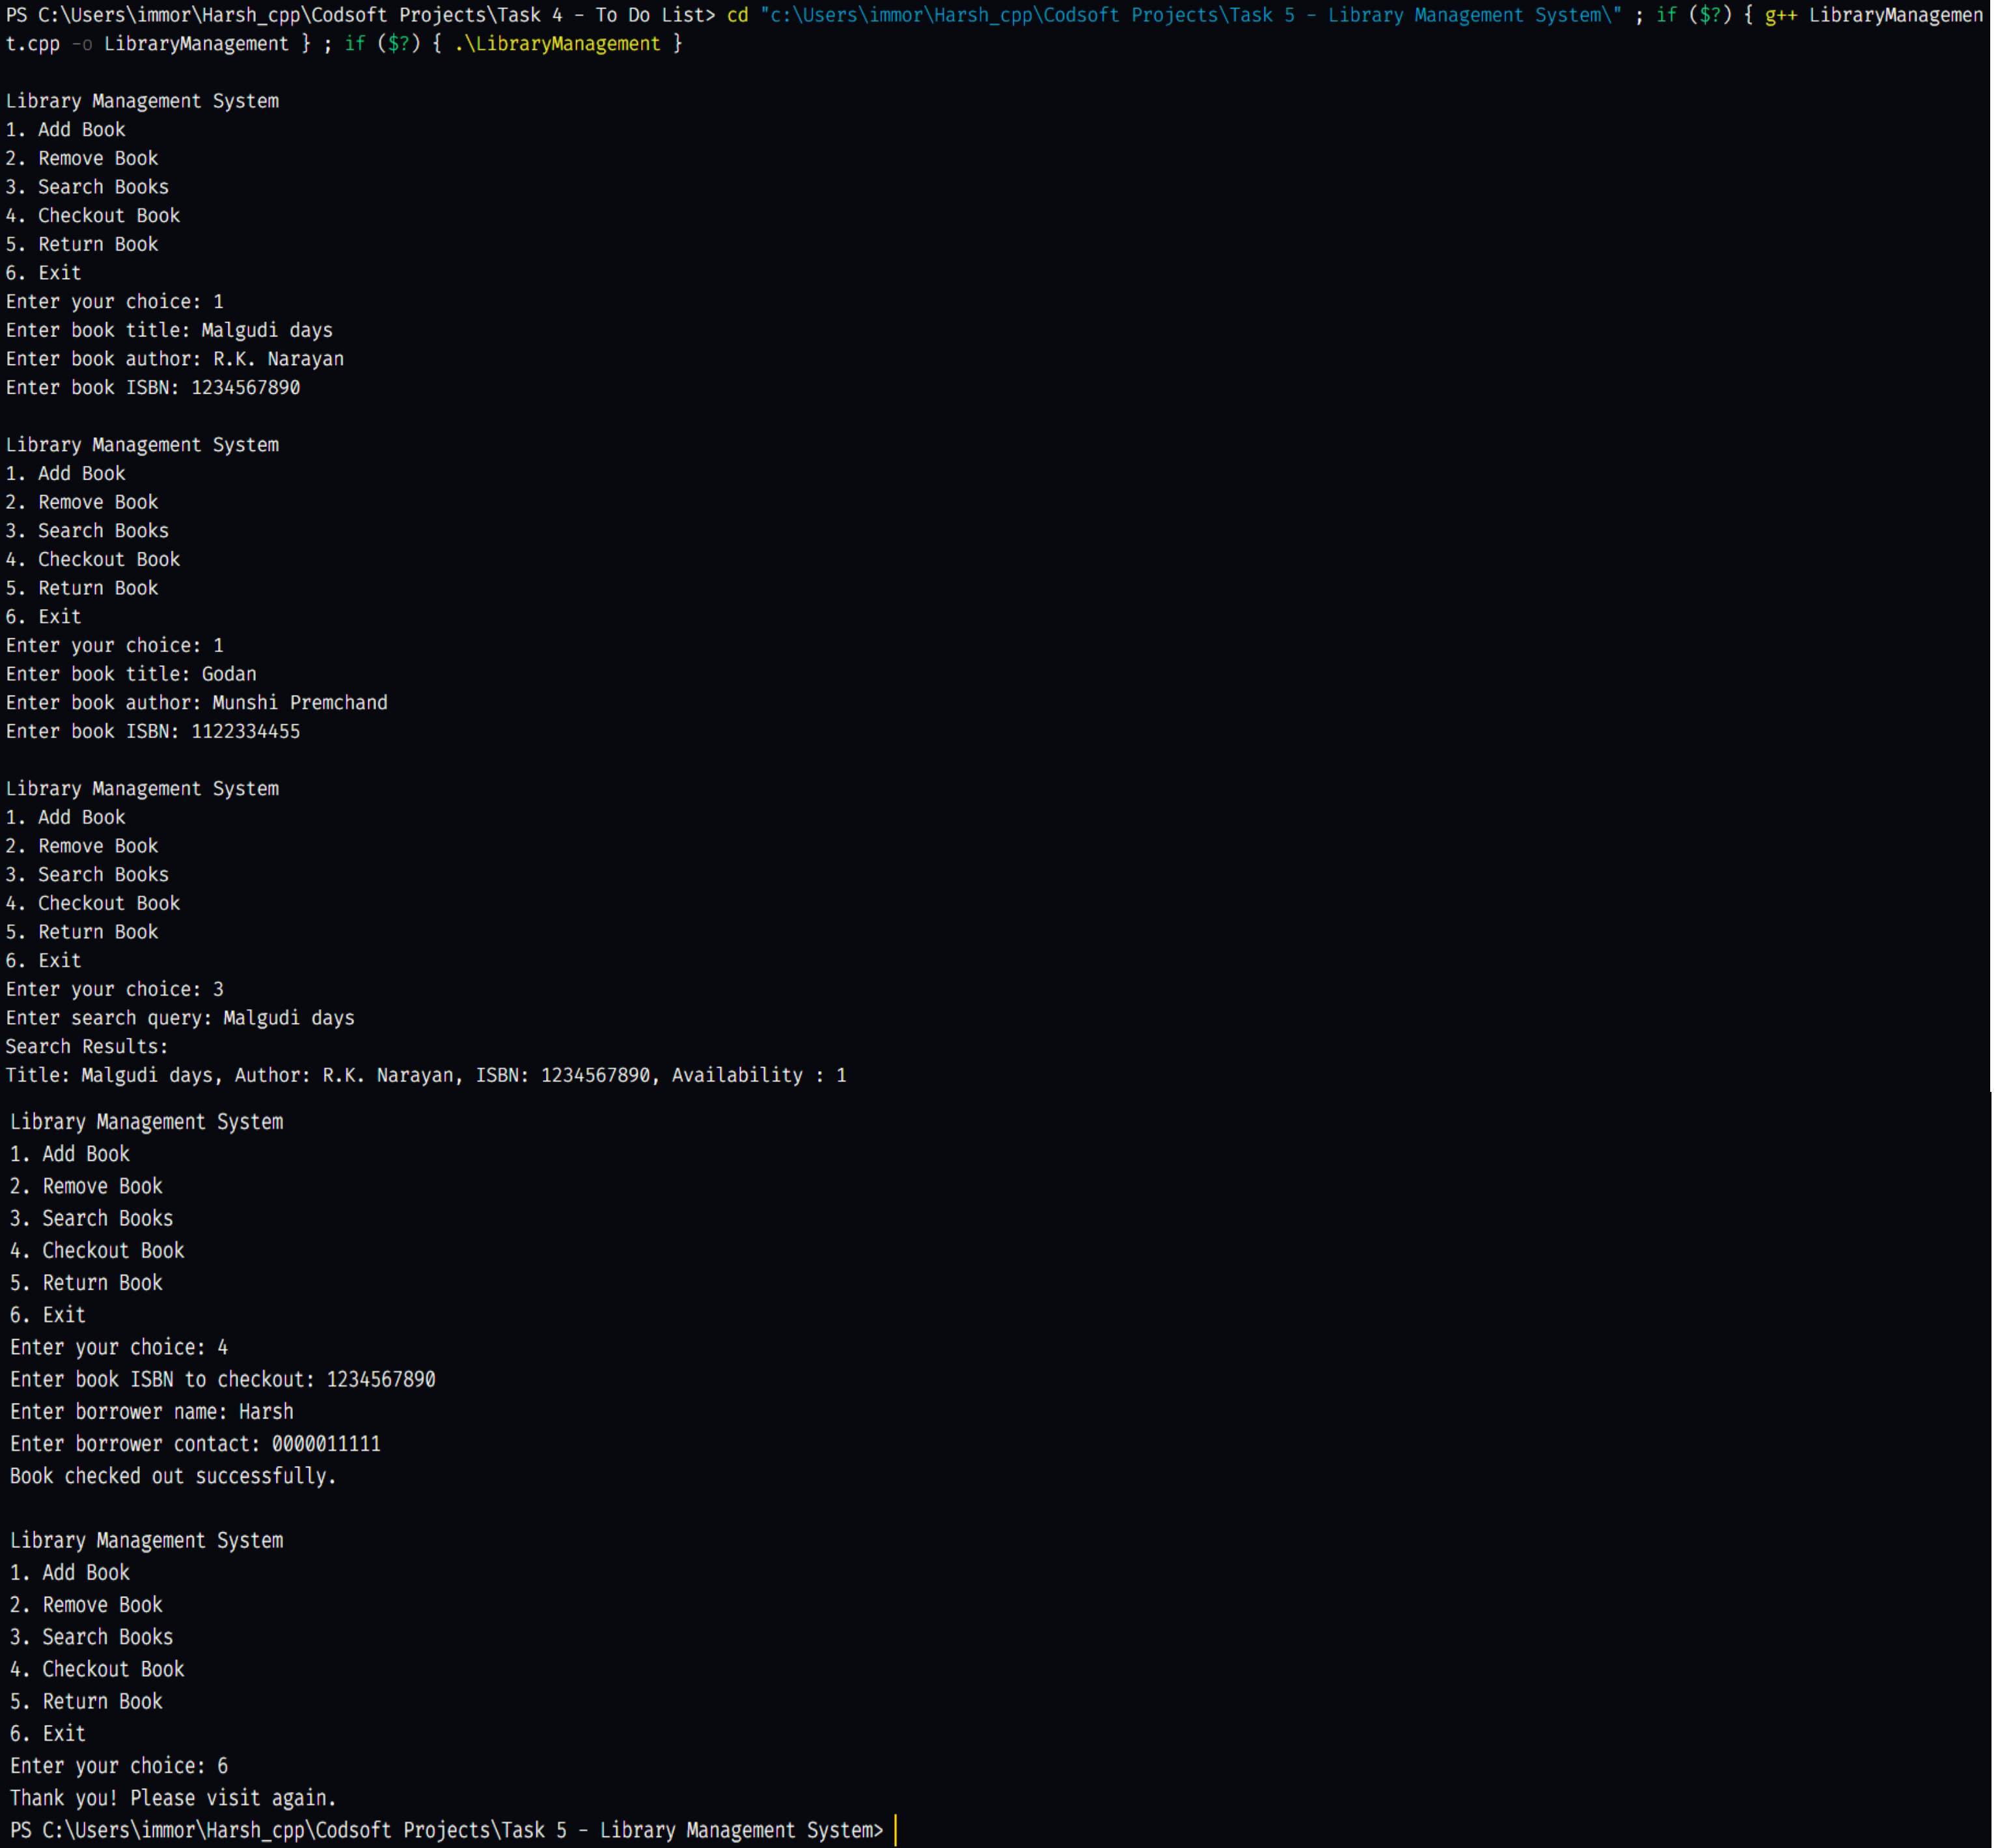 PS C:\Users\immor\Harsh_cpp\Codsoft Projects\Task 4 - To Do List> cd "c:\Users\immor\Harsh_cpp\Codsoft Projects\Task 5 - Library Management System\" ; if ($?) { g++ LibraryManagemen
t.cpp -o LibraryManagement } ; if ($?) { .\LibraryManagement }
Library Management System
1. Add Book
2. Remove Book
3. Search Books
4. Checkout Book
5. Return Book
6. Exit
Enter your choice: 1
Enter book title: Malgudi days
Enter book author: R.K. Narayan
Enter book ISBN: 1234567890
Library Management System
1. Add Book
2. Remove Book
3. Search Books
4. Checkout Book
5. Return Book
6. Exit
Enter your choice: 1
Enter book title: Godan
Enter book author: Munshi Premchand
Enter book ISBN: 1122334455
Library Management System
1. Add Book
2. Remove Book
3. Search Books
4. Checkout Book
5. Return Book
6. Exit
Enter your choice: 3
Enter search query: Malgudi days
Search Results:
Title: Malgudi days, Author: R.K. Narayan, ISBN: 1234567890, Availability : 1
Library Management System
1. Add Book
2. Remove Book
3. Search Books
4. Checkout Book
5. Return Book
6. Exit
Enter your choice: 4
Enter book ISBN to checkout: 1234567890
Enter borrower name: Harsh
Enter borrower contact: 0000011111
Book checked out successfully.
Library Management System
1. Add Book
2. Remove Book
3. Search Books
4. Checkout Book
5. Return Book
6. Exit
Enter your choice: 6
Thank you! Please visit again.
PS C:\Users\immor\Harsh_cpp\Codsoft Projects\Task 5 - Library Management System>